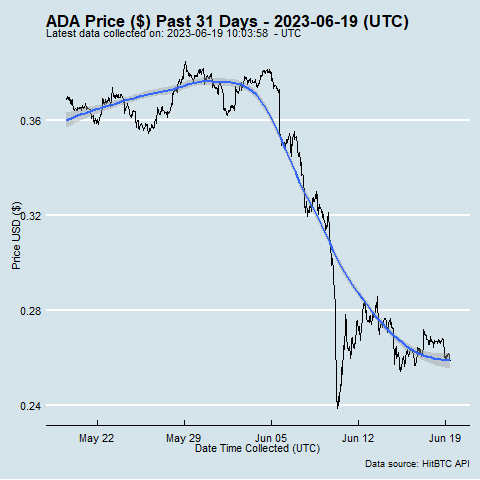 ADA Price ($) Past 31 Days - 2023-06-19 (UTC)
Latest data collected on: 2023-06-19 10:03:58  - UTC
0.36
0.32
0.28
0.24
Price USD ($)
May 22
May 29
Jun 05
Jun 12
Jun 19
Date Time Collected (UTC)
Data source: HitBTC API